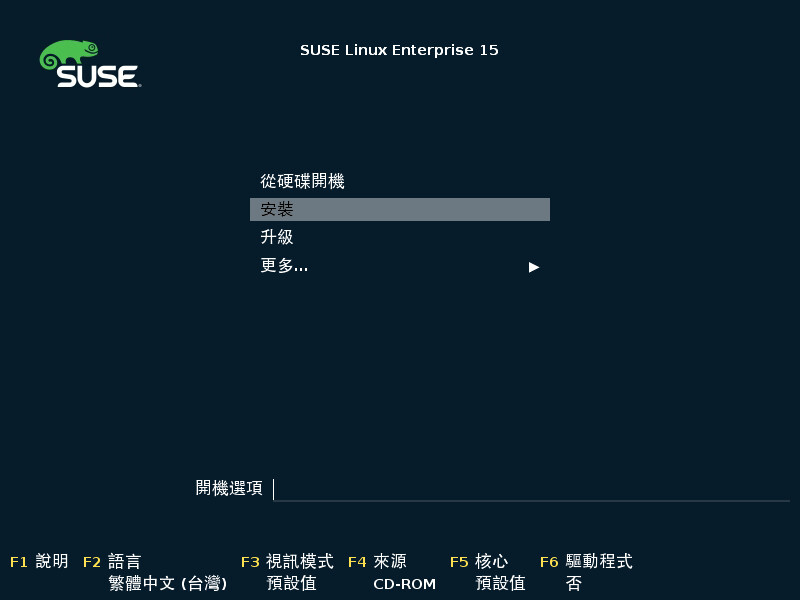 SUSE
SUSE Linux Enterprise 15
從硬碟開機
安裝
升級
更多...
開機選項
F1 說明 F2 語言 F3 視訊模式 F4 來源 F5 核心 F6 驅動程式
繁體中文 (台灣) 預設值 CD-ROM 預設值 否